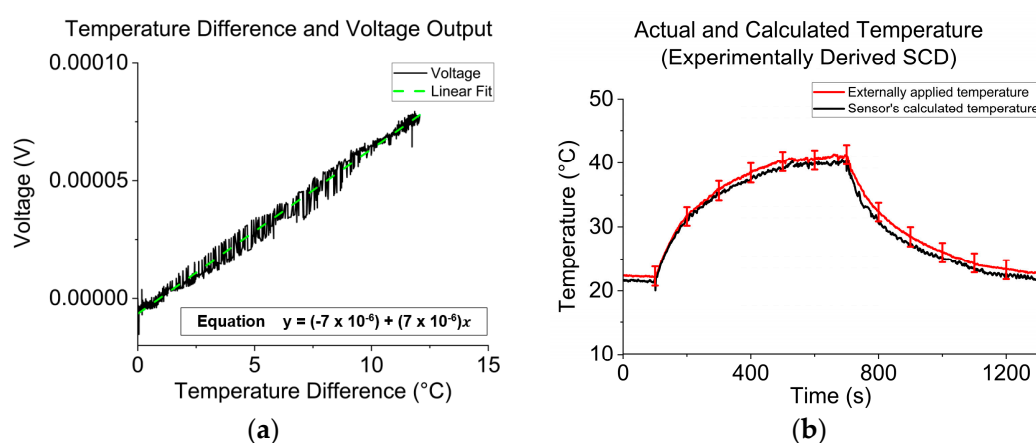 Temperature Difference and Voltage Output
0.00010
Voltage
Linear Fit
0.00005
Voltage (V)
0.00000
Equation y = (-7 x 10⁻⁶) + (7 x 10⁻⁶)x
0 5 10 15
Temperature Difference (°C)
(a)
Actual and Calculated Temperature
(Experimentally Derived SCD)
Externally applied temperature
Sensor's calculated temperature
50
40
30
20
10
Temperature (°C)
0 400 800 1200
Time (s)
(b)